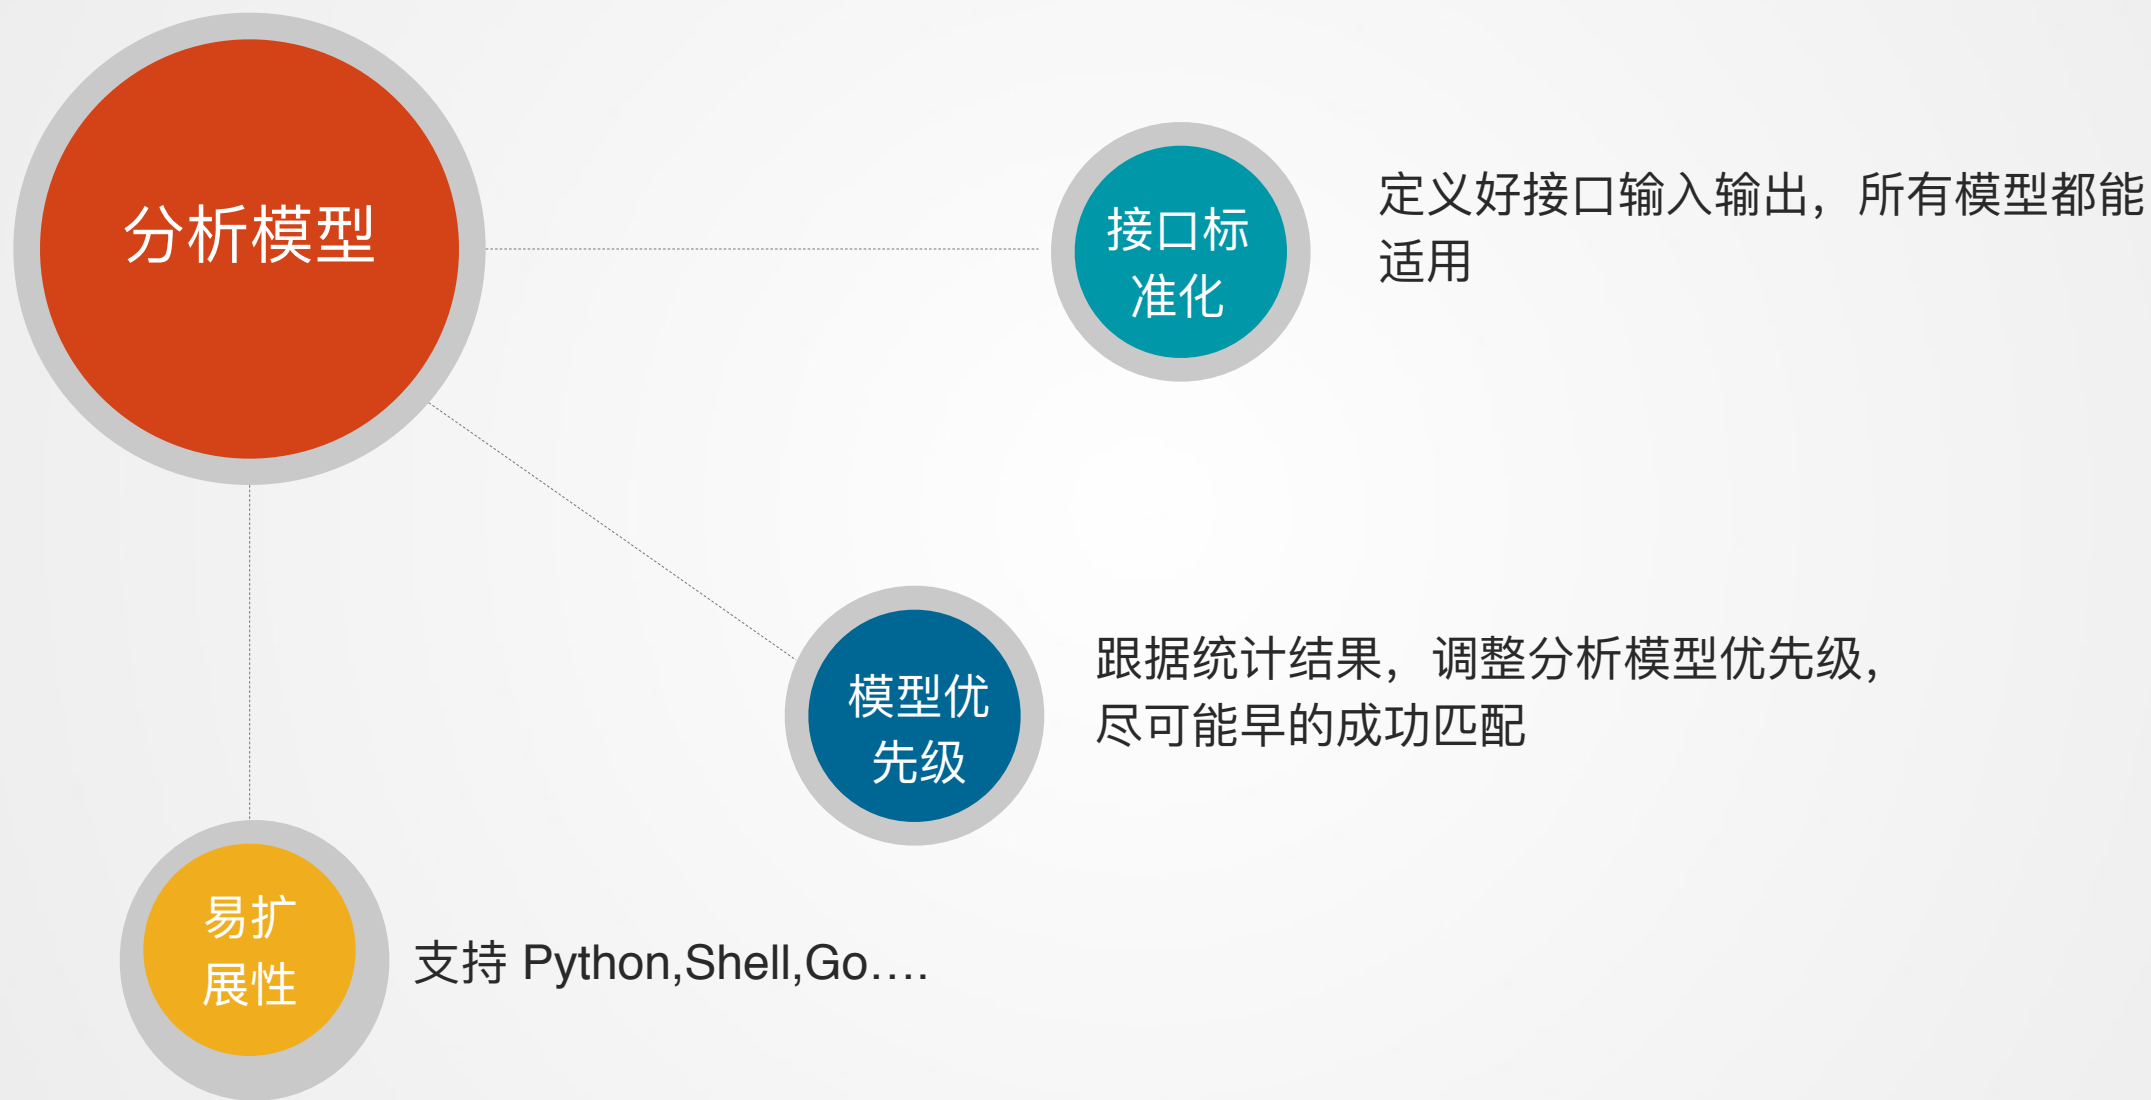 分析模型
接口标
准化
定义好接口输入输出，所有模型都能
适用
模型优
先级
跟据统计结果，调整分析模型优先级，
尽可能早的成功匹配
易扩
展性
支持 Python,Shell,Go….